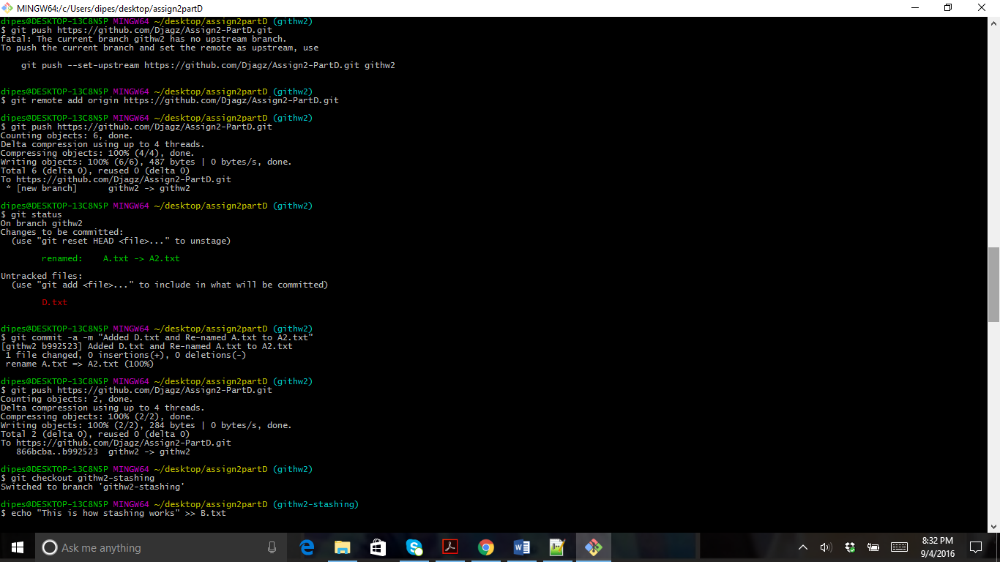 MINGW64:/c/Users/dipes/desktop/assign2partD
dipes@DESKTOP-13C8N5P MINGW64 ~/desktop/assign2partD (githw2)
$ git push https://github.com/Djagz/Assign2-PartD.git
fatal: The current branch githw2 has no upstream branch.
To push the current branch and set the remote as upstream, use
git push --set-upstream https://github.com/Djagz/Assign2-PartD.git githw2
dipes@DESKTOP-13C8N5P MINGW64 ~/desktop/assign2partD (githw2)
$ git remote add origin https://github.com/Djagz/Assign2-PartD.git
dipes@DESKTOP-13C8N5P MINGW64 ~/desktop/assign2partD (githw2)
$ git push https://github.com/Djagz/Assign2-PartD.git
Counting objects: 6, done.
Delta compression using up to 4 threads.
Compressing objects: 100% (4/4), done.
Writing objects: 100% (6/6), 487 bytes | 0 bytes/s, done.
Total 6 (delta 0), reused 0 (delta 0)
To https://github.com/Djagz/Assign2-PartD.git
* [new branch]      githw2 -> githw2
dipes@DESKTOP-13C8N5P MINGW64 ~/desktop/assign2partD (githw2)
$ git status
On branch githw2
Changes to be committed:
(use "git reset HEAD <file>..." to unstage)
renamed:    A.txt -> A2.txt
Untracked files:
(use "git add <file>..." to include in what will be committed)
D.txt
dipes@DESKTOP-13C8N5P MINGW64 ~/desktop/assign2partD (githw2)
$ git commit -a -m "Added D.txt and Re-named A.txt to A2.txt"
[githw2 b992523] Added D.txt and Re-named A.txt to A2.txt
1 file changed, 0 insertions(+), 0 deletions(-)
rename A.txt => A2.txt (100%)
dipes@DESKTOP-13C8N5P MINGW64 ~/desktop/assign2partD (githw2)
$ git push https://github.com/Djagz/Assign2-PartD.git
Counting objects: 2, done.
Delta compression using up to 4 threads.
Compressing objects: 100% (2/2), done.
Writing objects: 100% (2/2), 284 bytes | 0 bytes/s, done.
Total 2 (delta 0), reused 0 (delta 0)
To https://github.com/Djagz/Assign2-PartD.git
866bcba..b992523  githw2 -> githw2
dipes@DESKTOP-13C8N5P MINGW64 ~/desktop/assign2partD (githw2)
$ git checkout githw2-stashing
Switched to branch 'githw2-stashing'
dipes@DESKTOP-13C8N5P MINGW64 ~/desktop/assign2partD (githw2-stashing)
$ echo "This is how stashing works" >> B.txt
Ask me anything
8:32 PM
9/4/2016